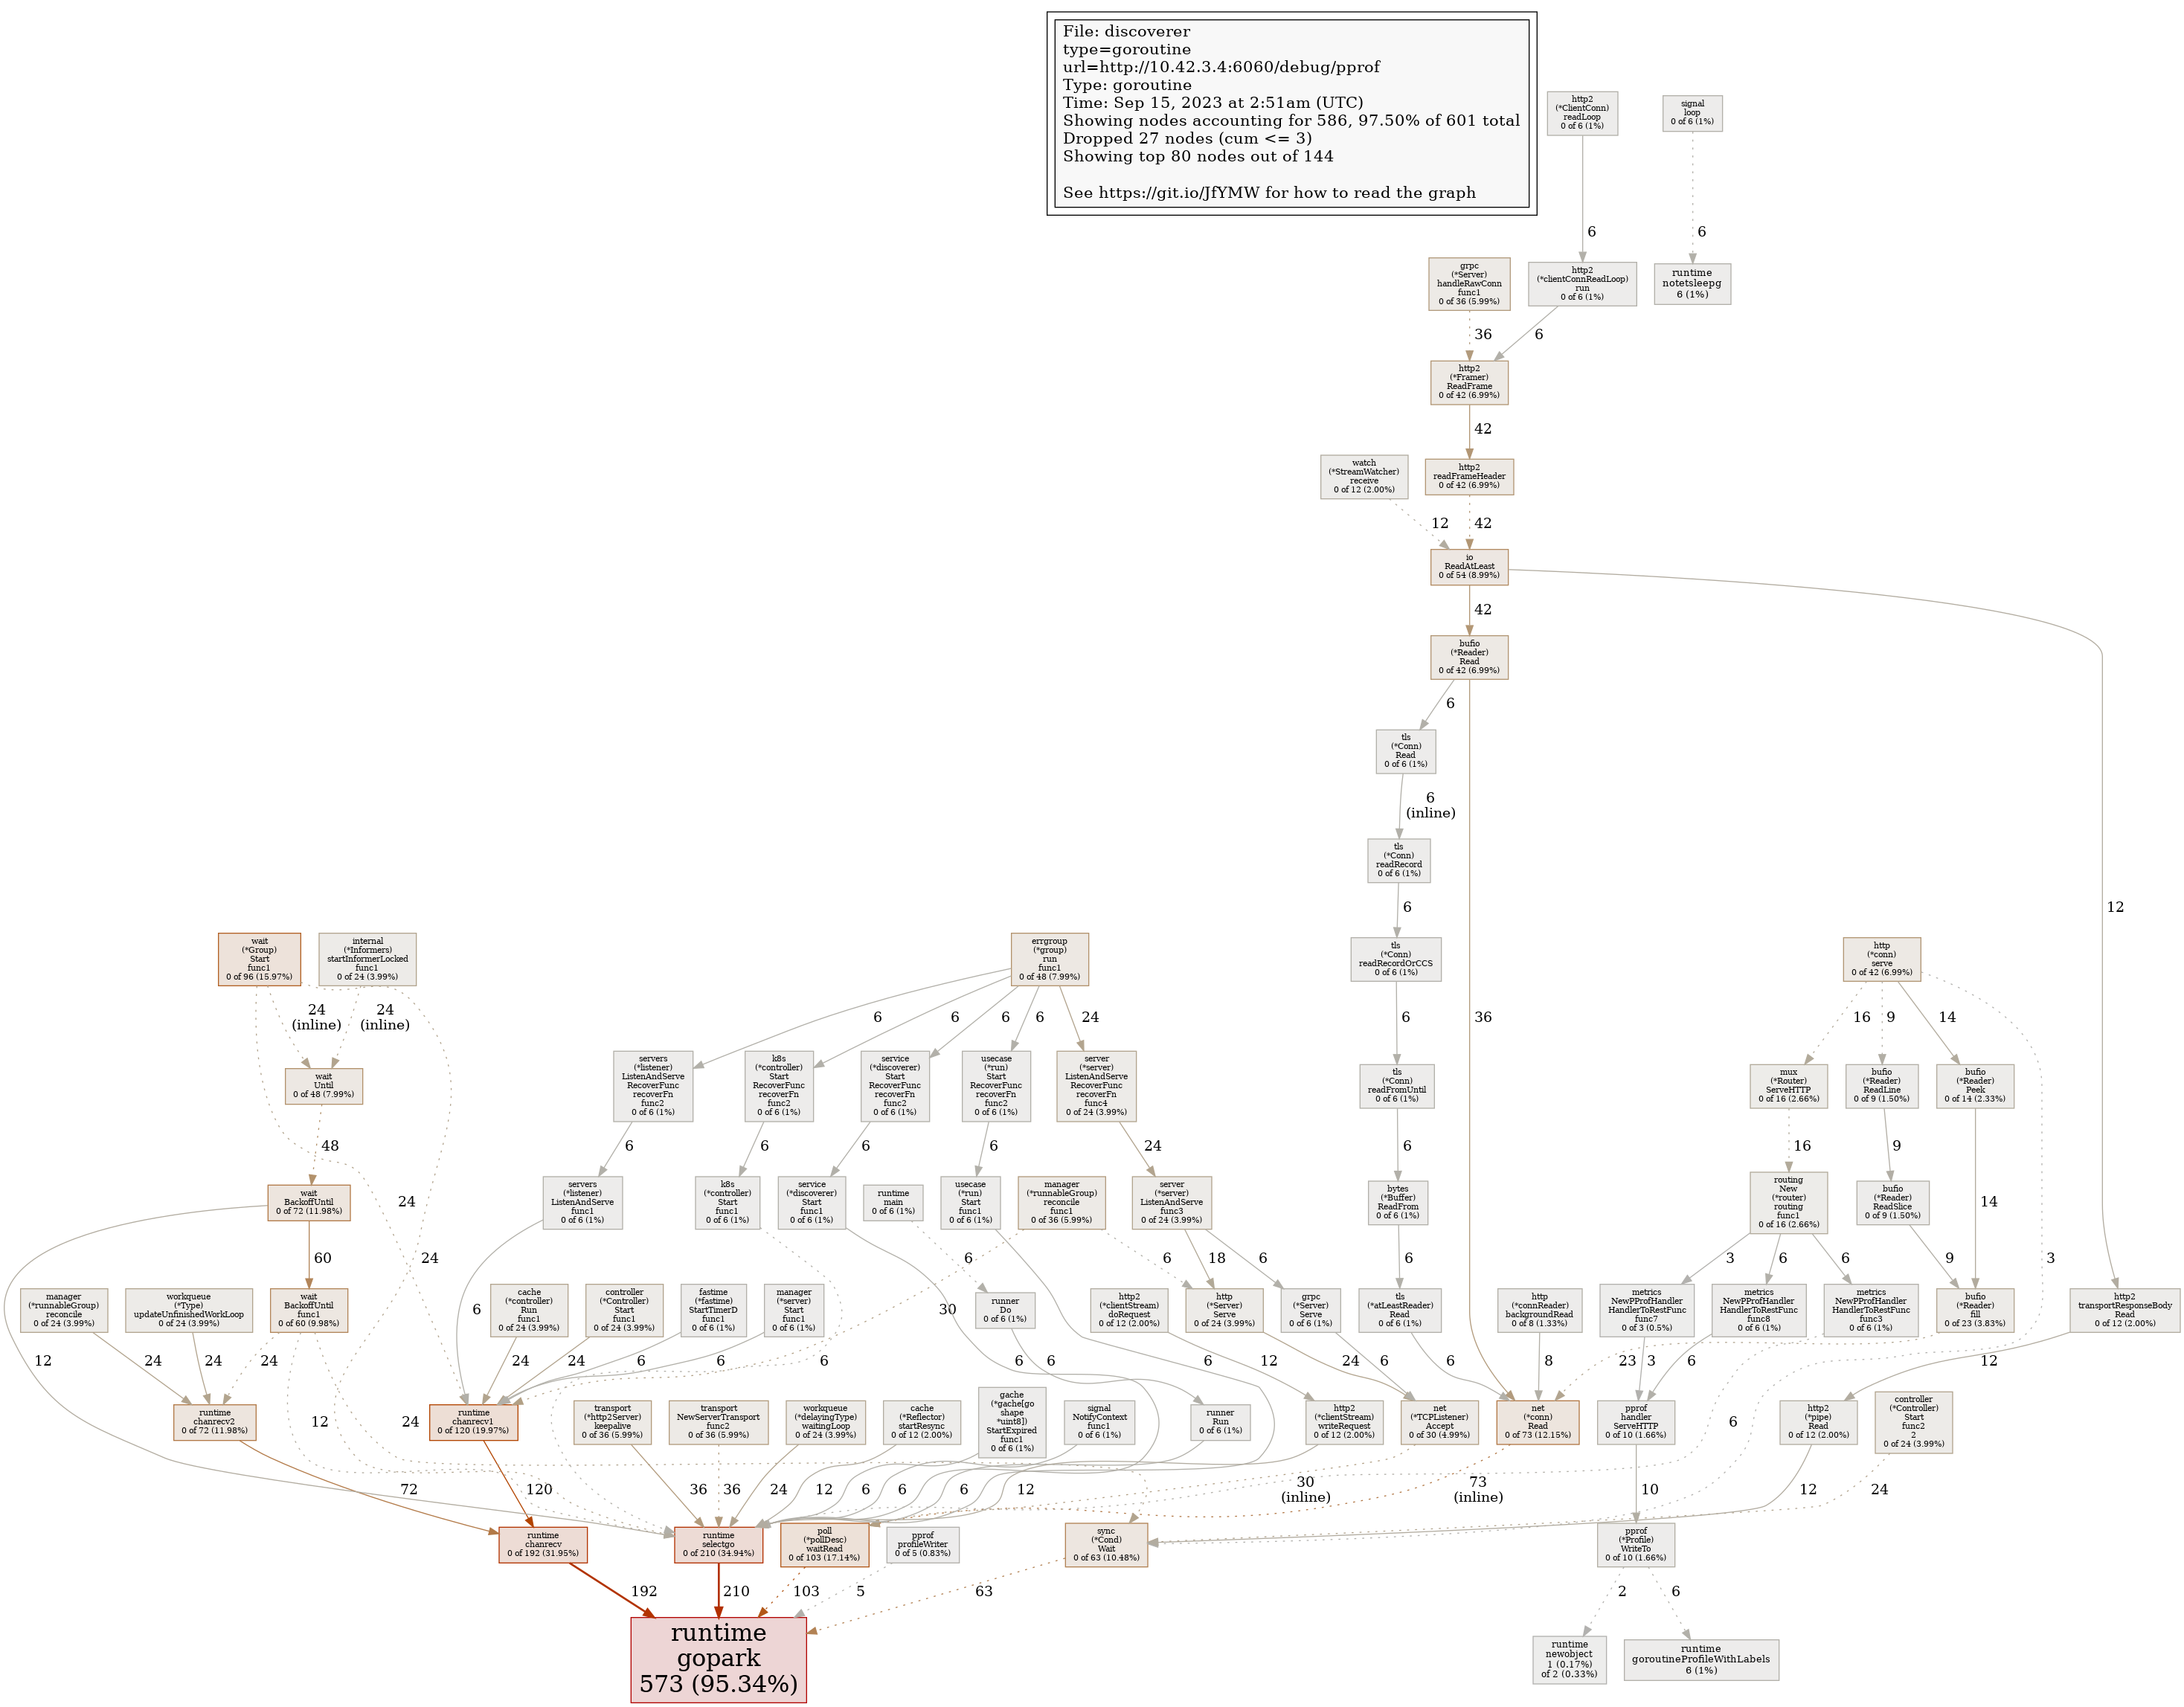 File: discoverer
type=goroutine
url=http://10.42.3.4:6060/debug/pprof
Type: goroutine
Time: Sep 15, 2023 at 2:51am (UTC)
Showing nodes accounting for 586, 97.50% of 601 total
Dropped 27 nodes (cum <= 3)
Showing top 80 nodes out of 144
See https://git.io/JfYMW for how to read the graph
http2
(*ClientConn)
readLoop
0 of 6 (1%)
signal
loop
0 of 6 (1%)
6
6
grpc
(*Server)
handleRawConn
func1
0 of 36 (5.99%)
http2
(*clientConnReadLoop)
run
0 of 6 (1%)
runtime
notetsleepg
6 (1%)
36
6
http2
(*Framer)
ReadFrame
0 of 42 (6.99%)
42
watch
(*StreamWatcher)
receive
0 of 12 (2.00%)
http2
readFrameHeader
0 of 42 (6.99%)
12
42
io
ReadAtLeast
0 of 54 (8.99%)
42
bufio
(*Reader)
Read
0 of 42 (6.99%)
6
tls
(*Conn)
Read
0 of 6 (1%)
6
(inline)
tls
(*Conn)
readRecord
0 of 6 (1%)
6
12
wait
(*Group)
Start
func1
0 of 96 (15.97%)
internal
(*Informers)
startInformerLocked
func1
0 of 24 (3.99%)
errgroup
(*group)
run
func1
0 of 48 (7.99%)
tls
(*Conn)
readRecordOrCCS
0 of 6 (1%)
http
(*conn)
serve
0 of 42 (6.99%)
24
(inline)
24
(inline)
6
6
6
6
24
6
36
16
9
14
wait
Until
0 of 48 (7.99%)
servers
(*listener)
ListenAndServe
RecoverFunc
recoverFn
func2
0 of 6 (1%)
k8s
(*controller)
Start
RecoverFunc
recoverFn
func2
0 of 6 (1%)
service
(*discoverer)
Start
RecoverFunc
recoverFn
func2
0 of 6 (1%)
usecase
(*run)
Start
RecoverFunc
recoverFn
func2
0 of 6 (1%)
server
(*server)
ListenAndServe
RecoverFunc
recoverFn
func4
0 of 24 (3.99%)
tls
(*Conn)
readFromUntil
0 of 6 (1%)
mux
(*Router)
ServeHTTP
0 of 16 (2.66%)
bufio
(*Reader)
ReadLine
0 of 9 (1.50%)
bufio
(*Reader)
Peek
0 of 14 (2.33%)
48
6
6
6
6
24
6
16
9
wait
BackoffUntil
0 of 72 (11.98%)
24
servers
(*listener)
ListenAndServe
func1
0 of 6 (1%)
k8s
(*controller)
Start
func1
0 of 6 (1%)
service
(*discoverer)
Start
func1
0 of 6 (1%)
runtime
main
0 of 6 (1%)
usecase
(*run)
Start
func1
0 of 6 (1%)
manager
(*runnableGroup)
reconcile
func1
0 of 36 (5.99%)
server
(*server)
ListenAndServe
func3
0 of 24 (3.99%)
bytes
(*Buffer)
ReadFrom
0 of 6 (1%)
routing
New
(*router)
routing
func1
0 of 16 (2.66%)
bufio
(*Reader)
ReadSlice
0 of 9 (1.50%)
14
60
24
6
6
18
6
6
3
6
6
9
3
manager
(*runnableGroup)
reconcile
0 of 24 (3.99%)
workqueue
(*Type)
updateUnfinishedWorkLoop
0 of 24 (3.99%)
wait
BackoffUntil
func1
0 of 60 (9.98%)
6
cache
(*controller)
Run
func1
0 of 24 (3.99%)
controller
(*Controller)
Start
func1
0 of 24 (3.99%)
fastime
(*fastime)
StartTimerD
func1
0 of 6 (1%)
manager
(*server)
Start
func1
0 of 6 (1%)
30
runner
Do
0 of 6 (1%)
http2
(*clientStream)
doRequest
0 of 12 (2.00%)
http
(*Server)
Serve
0 of 24 (3.99%)
grpc
(*Server)
Serve
0 of 6 (1%)
tls
(*atLeastReader)
Read
0 of 6 (1%)
http
(*connReader)
backgroundRead
0 of 8 (1.33%)
metrics
NewPProfHandler
HandlerToRestFunc
func7
0 of 3 (0.5%)
metrics
NewPProfHandler
HandlerToRestFunc
func8
0 of 6 (1%)
metrics
NewPProfHandler
HandlerToRestFunc
func3
0 of 6 (1%)
bufio
(*Reader)
fill
0 of 23 (3.83%)
http2
transportResponseBody
Read
0 of 12 (2.00%)
12
24
24
24
24
24
6
6
6
6
6
6
12
24
6
6
8
23
3
6
12
runtime
chanrecv2
0 of 72 (11.98%)
12
24
runtime
chanrecv1
0 of 120 (19.97%)
transport
(*http2Server)
keepalive
0 of 36 (5.99%)
transport
NewServerTransport
func2
0 of 36 (5.99%)
workqueue
(*delayingType)
waitingLoop
0 of 24 (3.99%)
cache
(*Reflector)
startResync
0 of 12 (2.00%)
gache
(*gache[go
shape
*uint8])
StartExpired
func1
0 of 6 (1%)
signal
NotifyContext
func1
0 of 6 (1%)
runner
Run
0 of 6 (1%)
http2
(*clientStream)
writeRequest
0 of 12 (2.00%)
net
(*TCPListener)
Accept
0 of 30 (4.99%)
net
(*conn)
Read
0 of 73 (12.15%)
pprof
handler
ServeHTTP
0 of 10 (1.66%)
6
http2
(*pipe)
Read
0 of 12 (2.00%)
controller
(*Controller)
Start
func2
2
0 of 24 (3.99%)
72
120
36
36
24
12
6
6
6
12
30
(inline)
73
(inline)
10
12
24
runtime
chanrecv
0 of 192 (31.95%)
runtime
selectgo
0 of 210 (34.94%)
poll
(*pollDesc)
waitRead
0 of 103 (17.14%)
pprof
profileWriter
0 of 5 (0.83%)
sync
(*Cond)
Wait
0 of 63 (10.48%)
pprof
(*Profile)
WriteTo
0 of 10 (1.66%)
192
210
103
5
63
2
6
runtime
gopark
573 (95.34%)
runtime
newobject
1 (0.17%)
of 2 (0.33%)
runtime
goroutineProfileWithLabels
6 (1%)